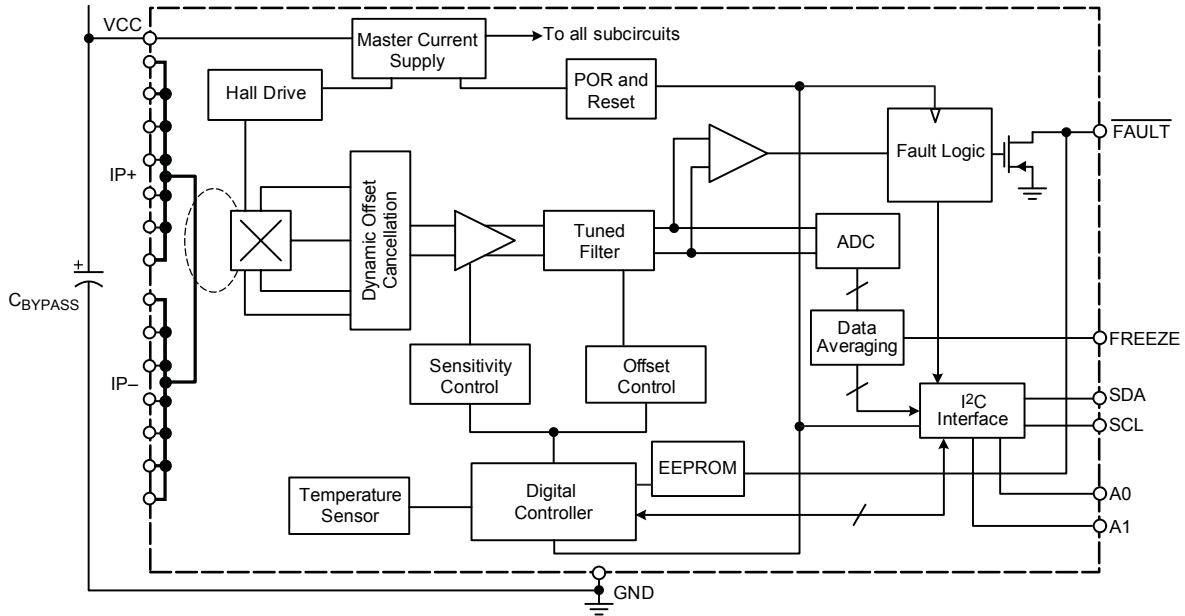 VCC
Master Current
Supply
To all subcircuits
Hall Drive
POR and
Reset
Fault Logic
FAULT
IP+
Dynamic Offset
Cancellation
Tuned
Filter
ADC
+
CBYPASS
Data
Averaging
FREEZE
Sensitivity
Control
Offset
Control
IP–
I2C
Interface
SDA
SCL
EEPROM
Temperature
Sensor
Digital
Controller
A0
A1
GND